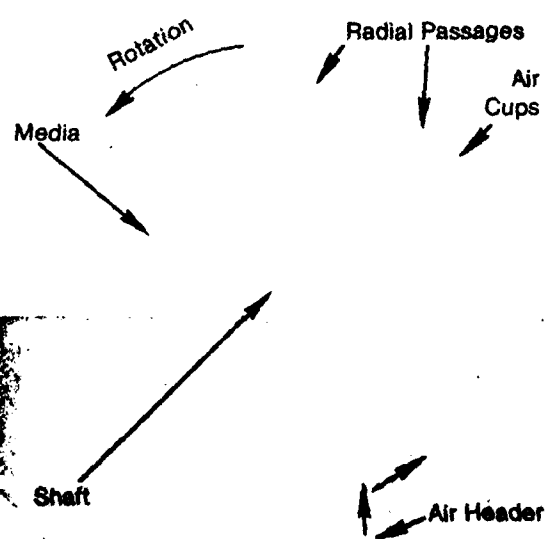 Rotation
Radial Passages
Air
Cups
Media
Shaft
Air Header